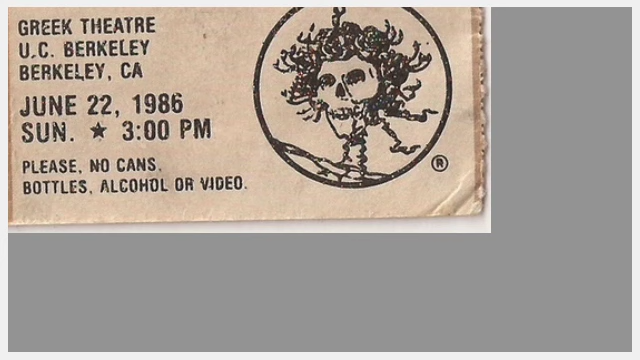 GREEK THEATRE
U.C. BERKELEY
BERKELEY, CA
JUNE 22, 1986
SUN. ★ 3:00 PM
PLEASE, NO CANS,
BOTTLES, ALCOHOL OR VIDEO.
®